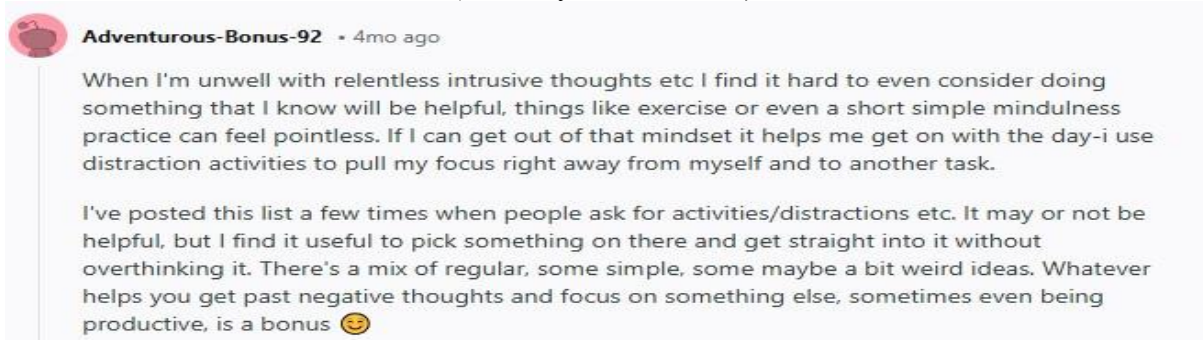 Adventurous-Bonus-92 • 4mo ago
When I'm unwell with relentless intrusive thoughts etc I find it hard to even consider doing
something that I know will be helpful, things like exercise or even a short simple mindulness
practice can feel pointless. If I can get out of that mindset it helps me get on with the day-i use
distraction activities to pull my focus right away from myself and to another task.
I've posted this list a few times when people ask for activities/distractions etc. It may or not be
helpful, but I find it useful to pick something on there and get straight into it without
overthinking it. There's a mix of regular, some simple, some maybe a bit weird ideas. Whatever
helps you get past negative thoughts and focus on something else, sometimes even being
productive, is a bonus 😊